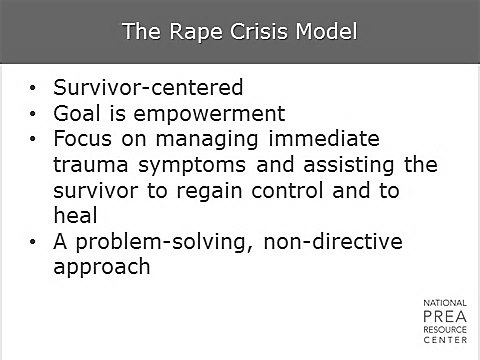 The Rape Crisis Model
• Survivor-centered
• Goal is empowerment
• Focus on managing immediate
trauma symptoms and assisting the
survivor to regain control and to
heal
• A problem-solving, non-directive
approach
NATIONAL
PREA
RESOURCE
CENTER